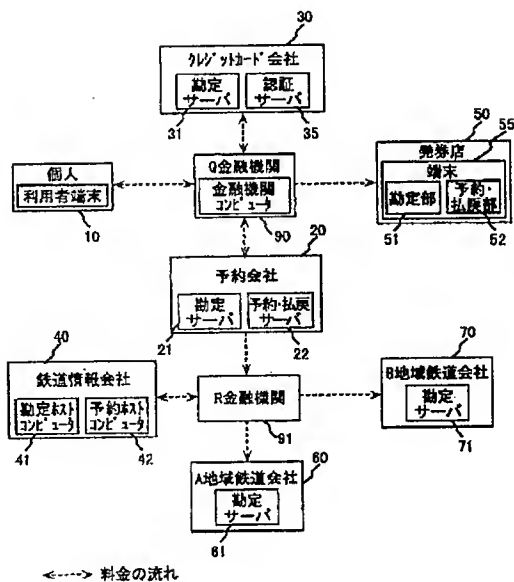 30
クレジットカード会社
勘定
サーバ
認証
サーバ
31
35
50
55
発券店
端末
勘定部
予約・
払戻部
51
52
個人
利用者端末
10
Q金融機関
金融機関
コンピュータ
90
20
予約会社
勘定
サーバ
予約・払戻
サーバ
21
22
40
鉄道情報会社
勘定ホスト
コンピュータ
予約ホスト
コンピュータ
41
42
R金融機関
91
70
B地域鉄道会社
勘定
サーバ
71
60
A地域鉄道会社
勘定
サーバ
61
料金の流れ